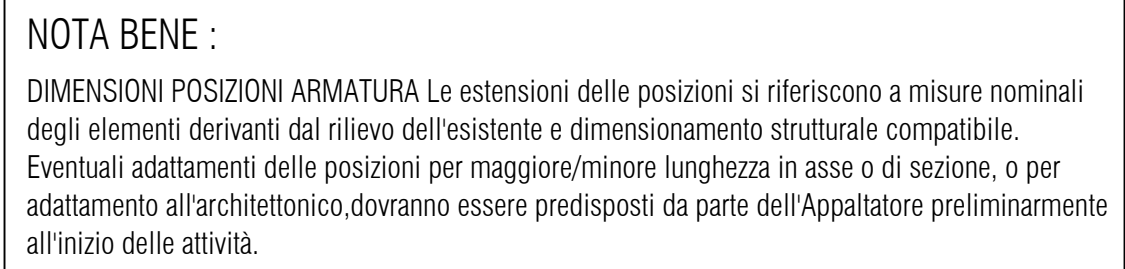 NOTA BENE :
DIMENSIONI POSIZIONI ARMATURA Le estensioni delle posizioni si riferiscono a misure nominali
degli elementi derivanti dal rilievo dell'esistente e dimensionamento strutturale compatibile.
Eventuali adattamenti delle posizioni per maggiore/minore lunghezza in asse o di sezione, o per
adattamento all'architettonico,dovranno essere predisposti da parte dell'Appaltatore preliminarmente
all'inizio delle attività.